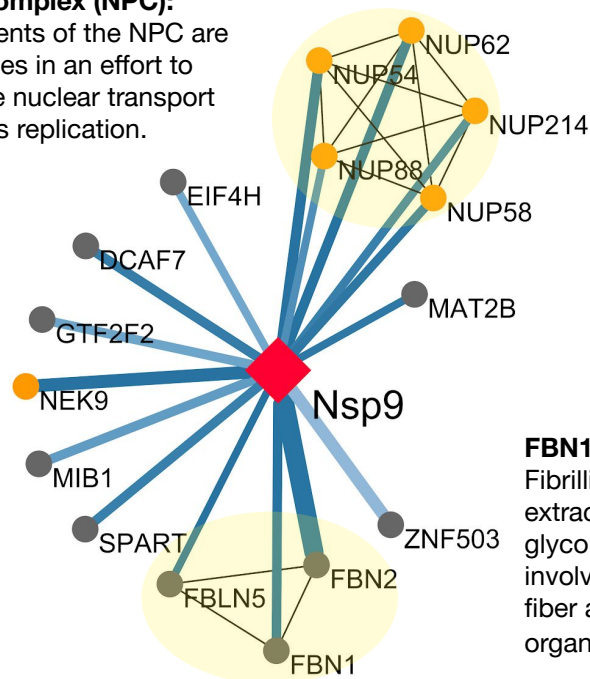 (NPC):
ents of the NPC are
es in an effort to
nuclear transport
s replication.
NUP62
NUP54
NUP214
NUP88
NUP58
EIF4H
DCAF7
MAT2B
GTF2F2
NEK9
Nsp9
MIB1
SPART
ZNF503
FBN2
FBLN5
FBN1
FBN1
Fibrilli
extrac
glyco
involv
fiber a
organ